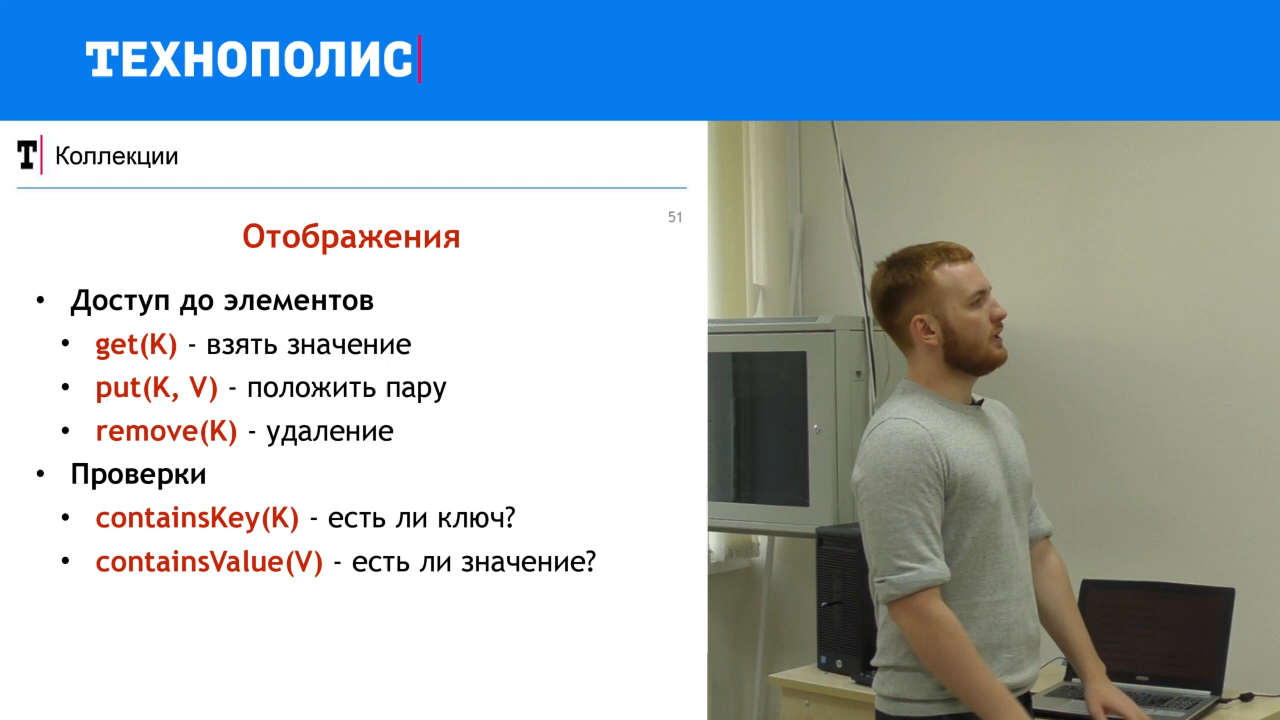 ТЕХНОПОЛИС
Т Коллекции
51
Отображения
• Доступ до элементов
• get(K) - взять значение
• put(K, V) - положить пару
• remove(K) - удаление
• Проверки
• containsKey(K) - есть ли ключ?
• containsValue(V) - есть ли значение?
hp